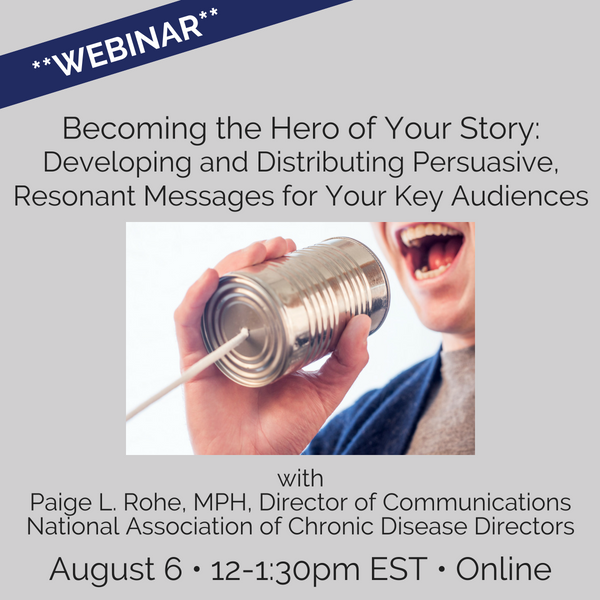 **WEBINAR**
Becoming the Hero of Your Story:
Developing and Distributing Persuasive,
Resonant Messages for Your Key Audiences
with
Paige L. Rohe, MPH, Director of Communications
National Association of Chronic Disease Directors
August 6 • 12-1:30pm EST • Online